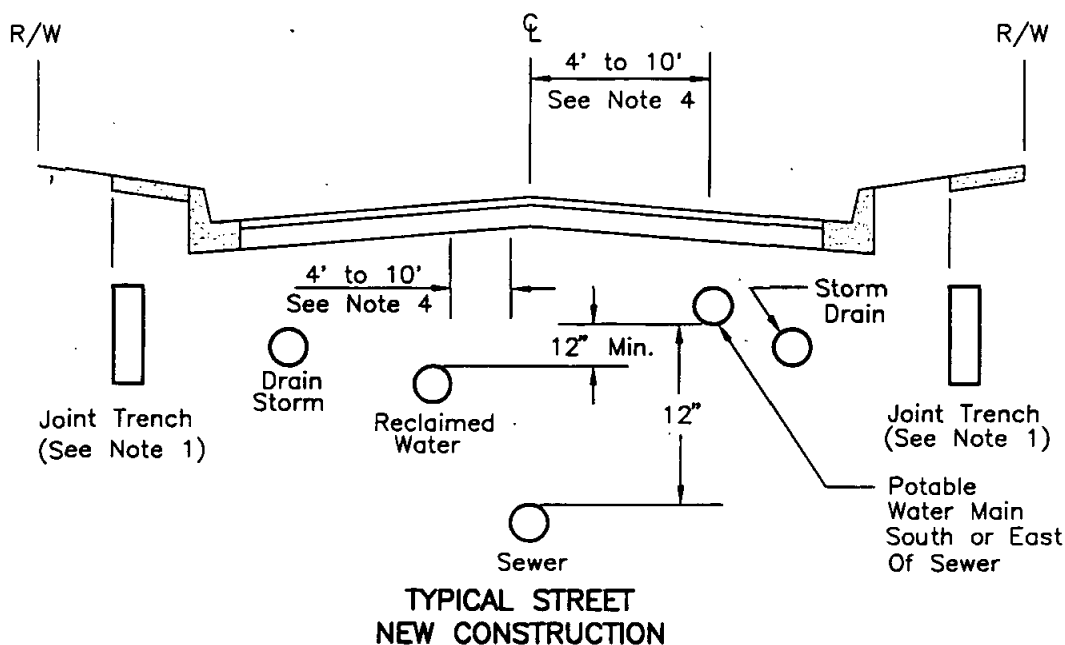 R/W
℄
R/W
4' to 10'
See Note 4
4' to 10'
See Note 4
Storm
Drain
12" Min.
Drain
Storm
Reclaimed
Water
12"
Joint Trench
(See Note 1)
Joint Trench
(See Note 1)
Potable
Water Main
South or East
Of Sewer
Sewer
TYPICAL STREET
NEW CONSTRUCTION